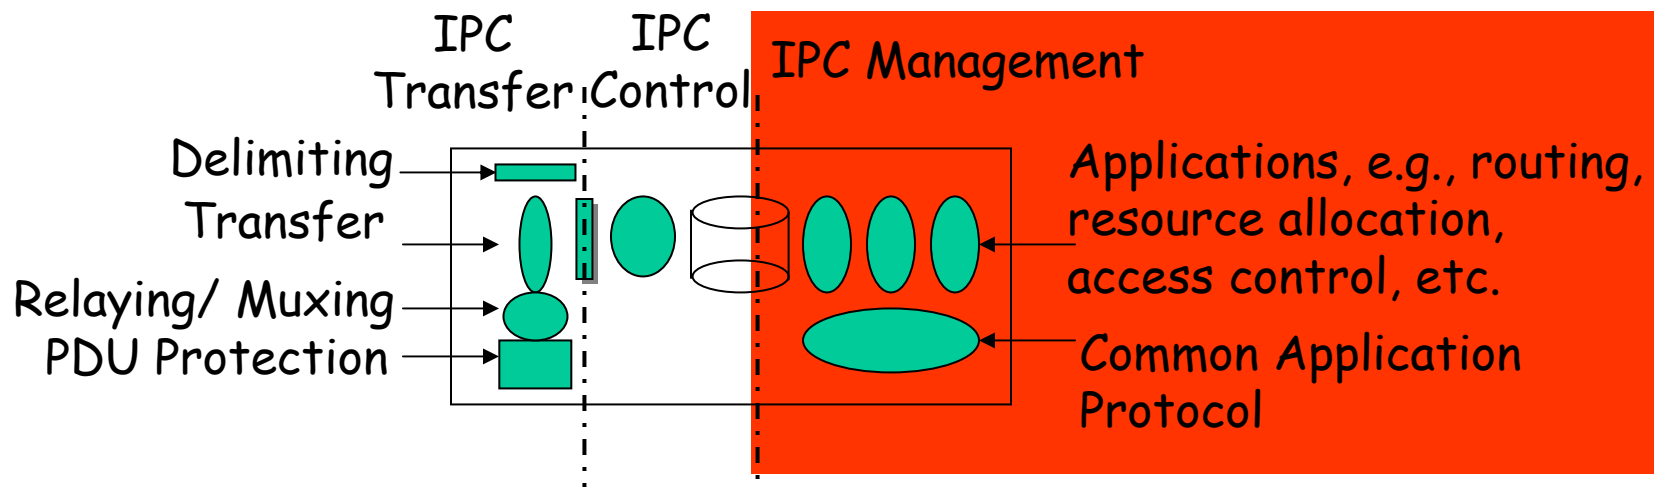 IPC
Transfer
IPC
Control
IPC Management
Delimiting
Transfer
Relaying/ Muxing
PDU Protection
Applications, e.g., routing,
resource allocation,
access control, etc.
Common Application
Protocol